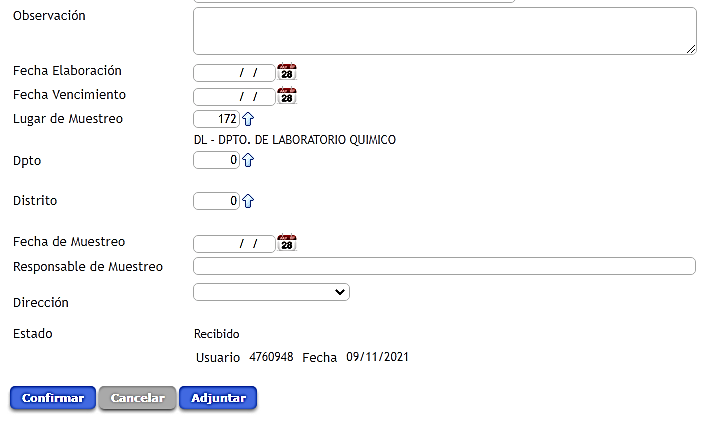 Observación
Fecha Elaboración / / 28
Fecha Vencimiento / / 28
Lugar de Muestreo 172
DL - DPTO. DE LABORATORIO QUIMICO
Dpto 0
Distrito 0
Fecha de Muestreo / / 28
Responsable de Muestreo
Dirección
Estado Recibido
Usuario 4760948 Fecha 09/11/2021
Confirmar Cancelar Adjuntar